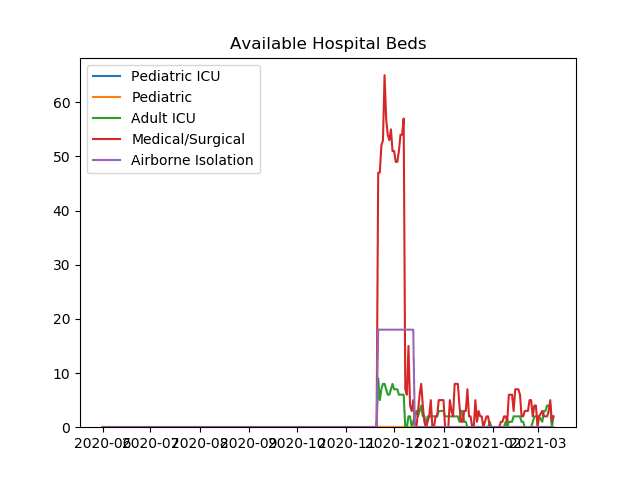 Available Hospital Beds
Pediatric ICU
Pediatric
Adult ICU
Medical/Surgical
Airborne Isolation
60
50
40
30
20
10
0
2020-06 2020-07 2020-08 2020-09 2020-10 2020-11 2020-12 2021-01 2021-02 2021-03